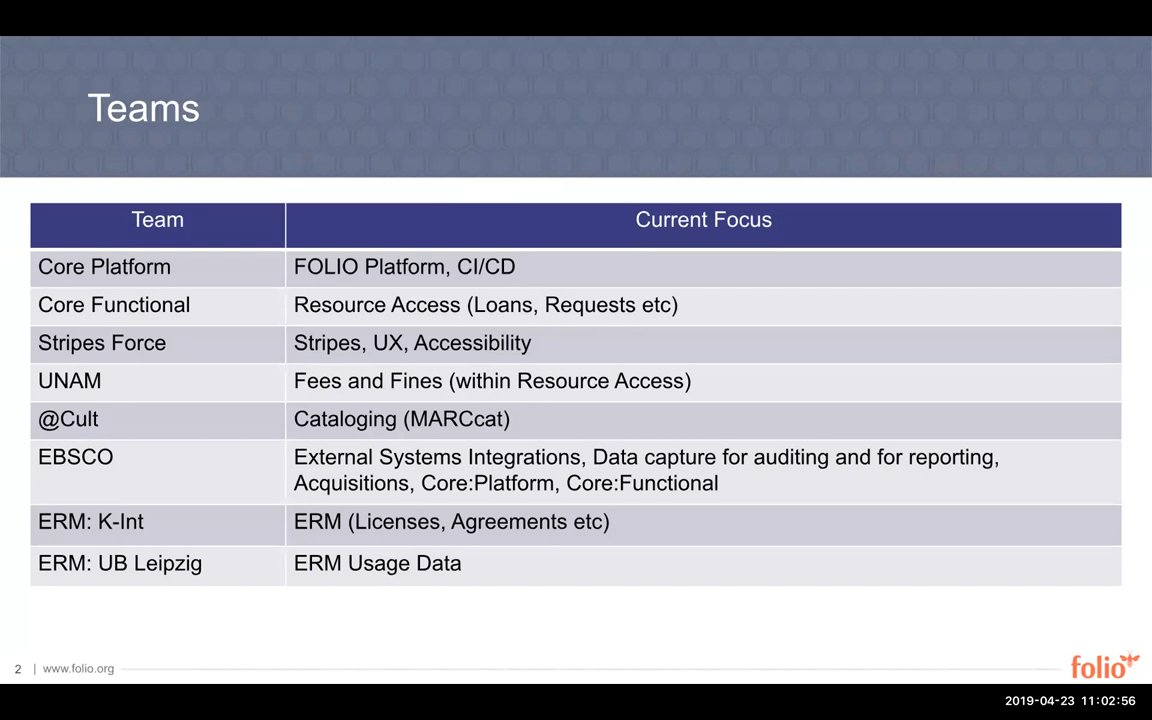 Teams
Team Current Focus
Core Platform FOLIO Platform, CI/CD
Core Functional Resource Access (Loans, Requests etc)
Stripes Force Stripes, UX, Accessibility
UNAM Fees and Fines (within Resource Access)
@Cult Cataloging (MARCcat)
EBSCO External Systems Integrations, Data capture for auditing and for reporting,
Acquisitions, Core:Platform, Core:Functional
ERM: K-Int ERM (Licenses, Agreements etc)
ERM: UB Leipzig ERM Usage Data
2 | www.folio.org
folio
2019-04-23 11:02:56